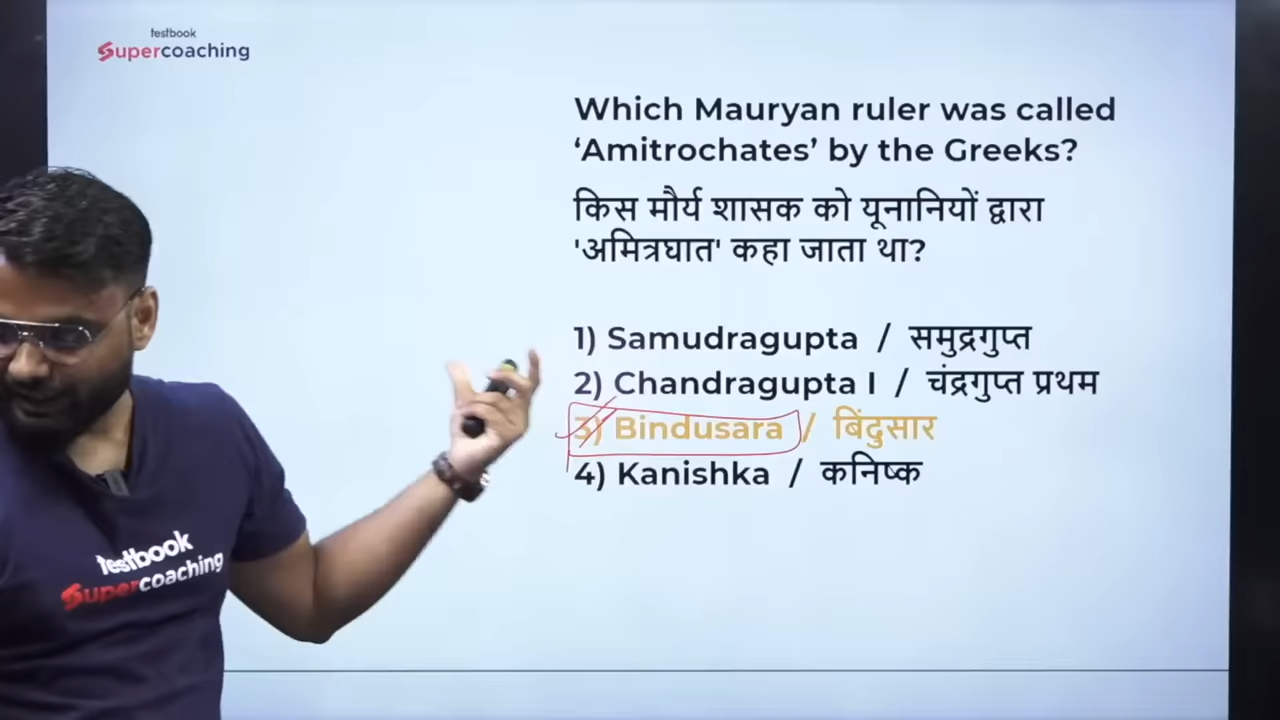 testbook
Supercoaching
Which Mauryan ruler was called
‘Amitrochates’ by the Greeks?
किस मौर्य शासक को यूनानियों द्वारा
'अमित्रघात' कहा जाता था?
1) Samudragupta / समुद्रगुप्त
2) Chandragupta I / चंद्रगुप्त प्रथम
3) Bindusara / बिंदुसार
4) Kanishka / कनिष्क
testbook
Supercoaching